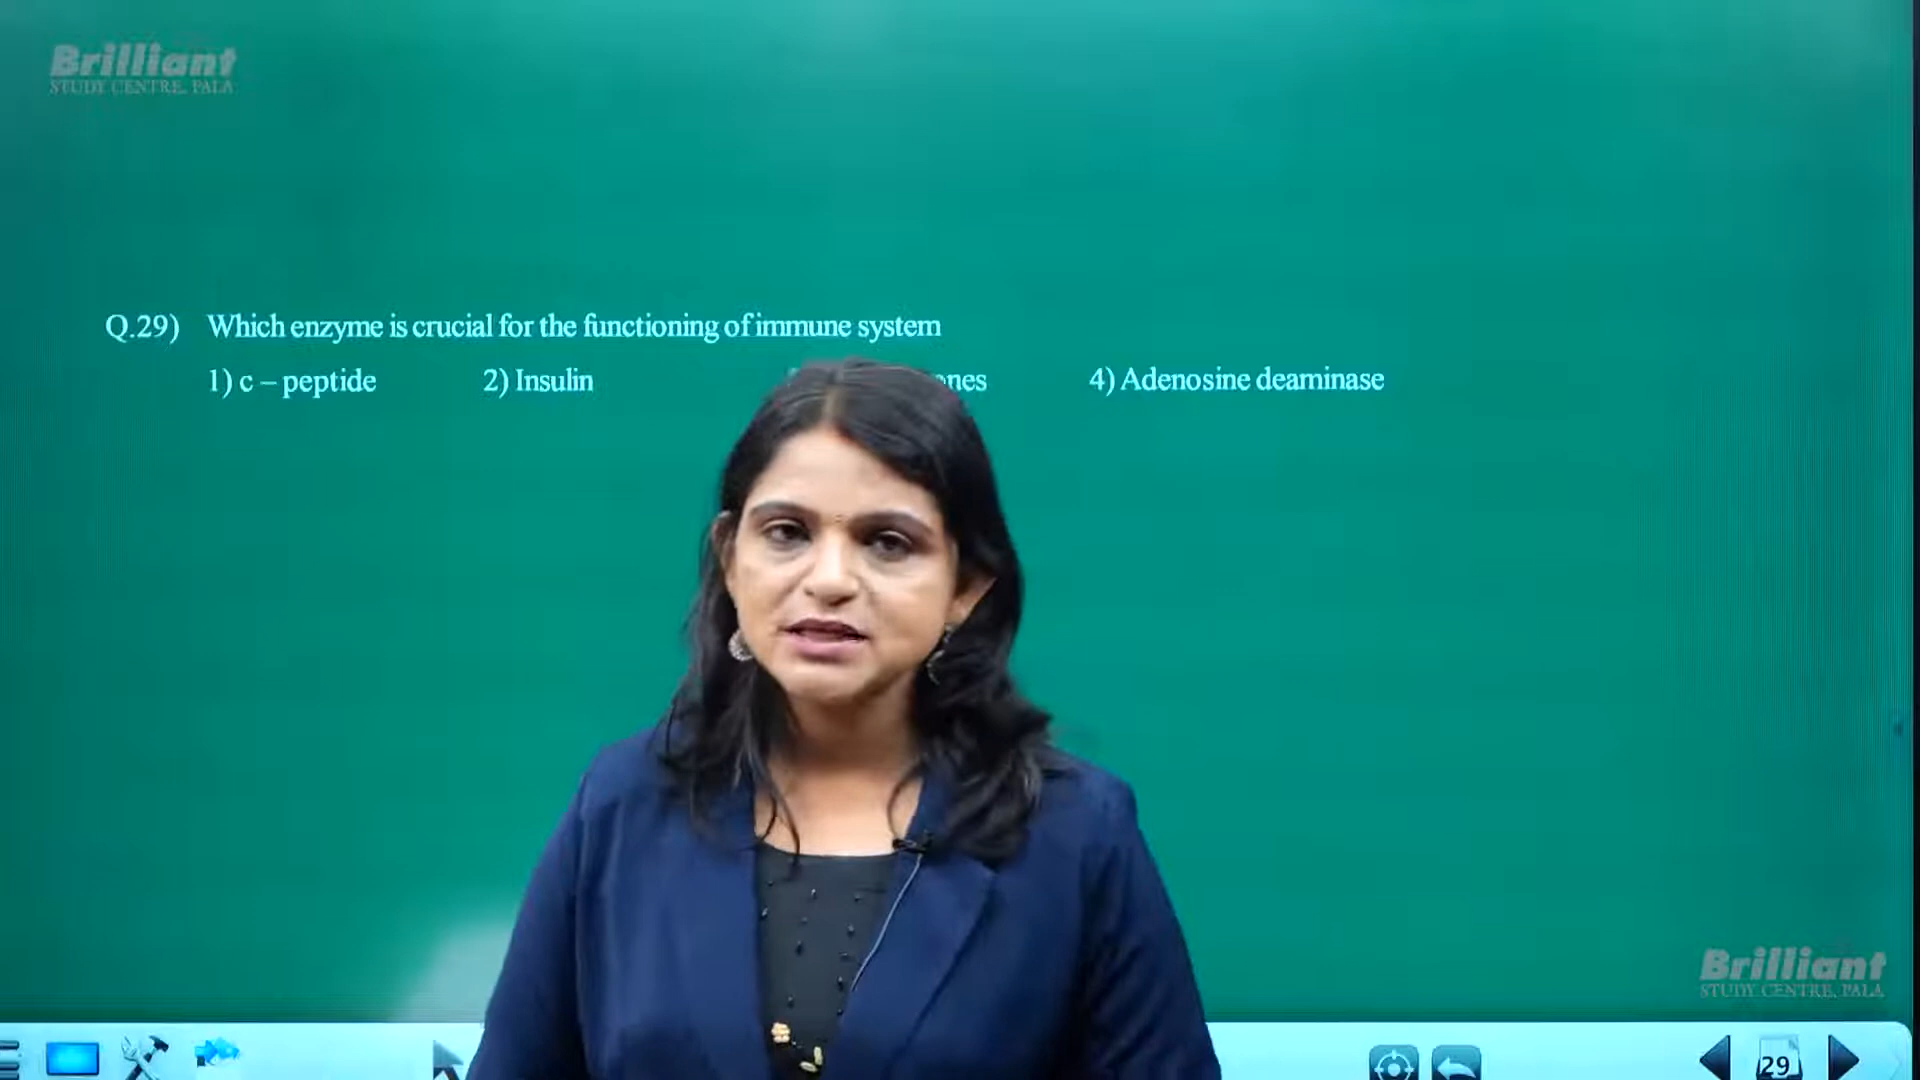 Brilliant
STUDY CENTRE, PALA
Q.29) Which enzyme is crucial for the functioning of immune system
1) c – peptide 2) Insulin 4) Adenosine deaminase
Brilliant
STUDY CENTRE, PALA
29